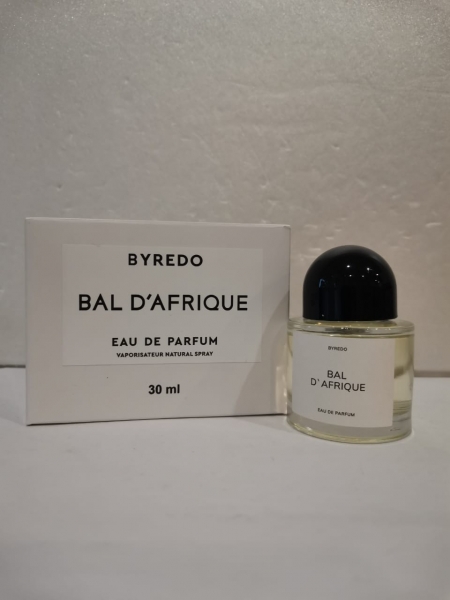 BYREDO
BAL D'AFRIQUE
EAU DE PARFUM
VAPORISATEUR NATURAL SPRAY
30 ml
BYREDO
BAL
D' AFRIQUE
EAU DE PARFUM